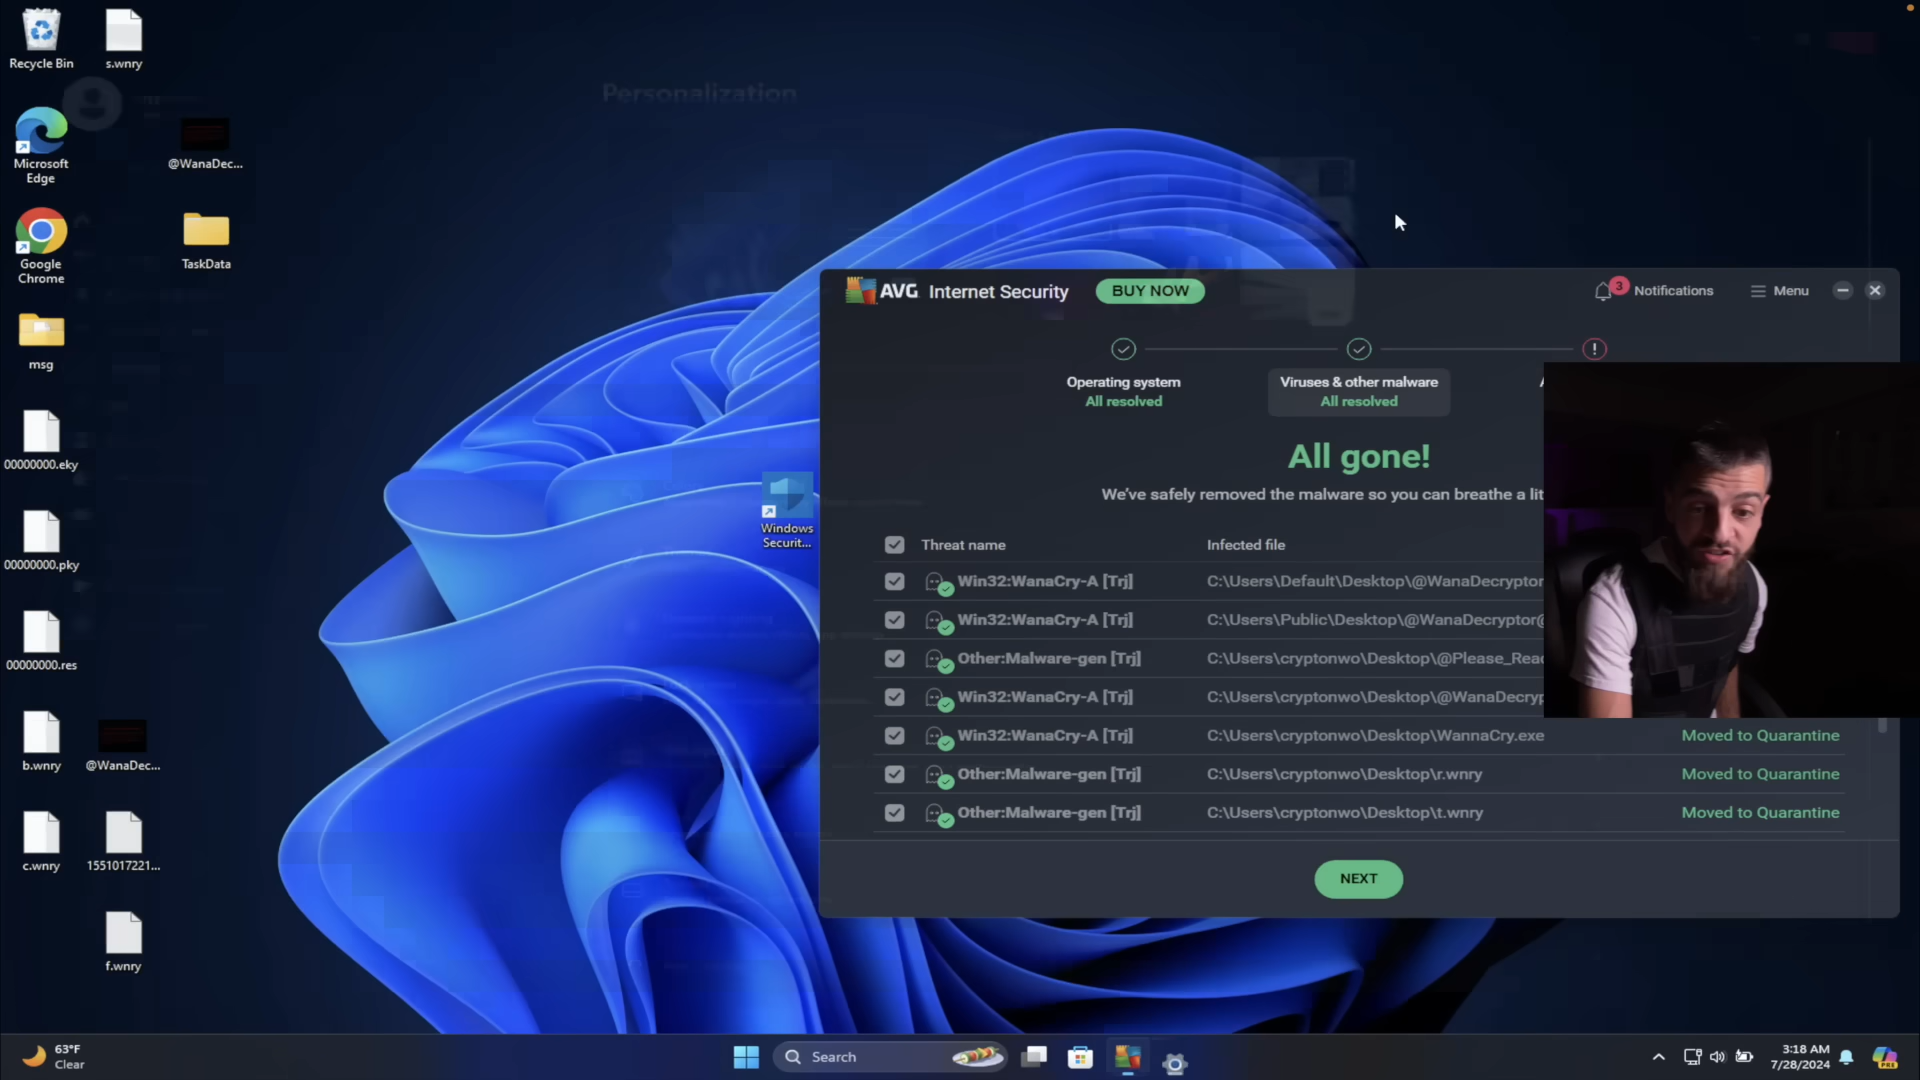 Recycle Bin
s.wnry
Personalization
Microsoft
Edge
@WanaDec...
Google
Chrome
TaskData
msg
00000000.eky
00000000.pky
00000000.res
b.wnry
@WanaDec...
c.wnry
1551017221...
f.wnry
Windows
Securit...
AVG Internet Security
BUY NOW
3
Notifications
Menu
Operating system
All resolved
Viruses & other malware
All resolved
All gone!
We've safely removed the malware so you can breathe a lit
Threat name Infected file
Win32:WanaCry-A [Trj] C:\Users\Default\Desktop\@WanaDecryptor
Win32:WanaCry-A [Trj] C:\Users\Public\Desktop\@WanaDecryptor@
Other:Malware-gen [Trj] C:\Users\cryptonwo\Desktop\@Please_Rea
Win32:WanaCry-A [Trj] C:\Users\cryptonwo\Desktop\@WanaDecryp
Win32:WanaCry-A [Trj] C:\Users\cryptonwo\Desktop\WannaCry.exe Moved to Quarantine
Other:Malware-gen [Trj] C:\Users\cryptonwo\Desktop\r.wnry Moved to Quarantine
Other:Malware-gen [Trj] C:\Users\cryptonwo\Desktop\t.wnry Moved to Quarantine
NEXT
63°F
Clear
Search
3:18 AM
7/28/2024
PRE